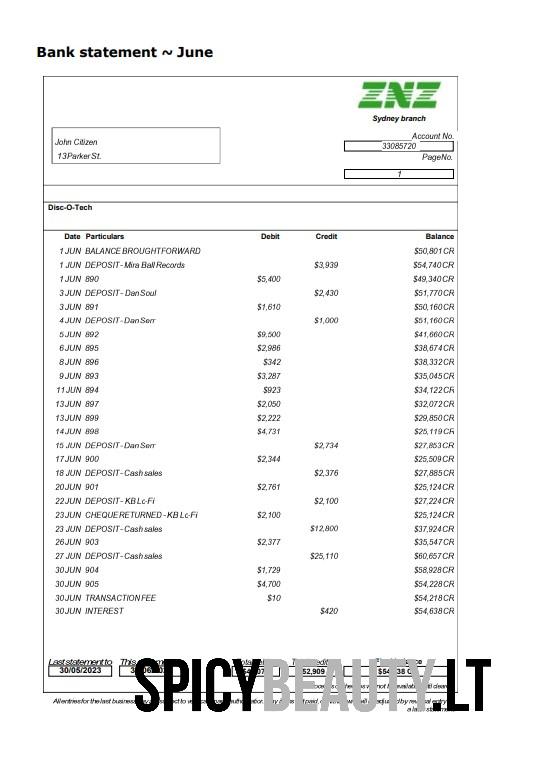 Bank statement ~ June
ZNZ
Sydney branch
Account No.
John Citizen
33085720
13 Parker St.
Page No.
1
Disc-O-Tech
Date Particulars Debit Credit Balance
1 JUN BALANCE BROUGHT FORWARD $50,801 CR
1 JUN DEPOSIT - Mira Ball Records $3,939 $54,740 CR
1 JUN 890 $5,400 $49,340 CR
3 JUN DEPOSIT - Dan Soul $2,430 $51,770 CR
3 JUN 891 $1,610 $50,160 CR
4 JUN DEPOSIT - Dan Serr $1,000 $51,160 CR
5 JUN 892 $9,500 $41,660 CR
6 JUN 895 $2,986 $38,674 CR
8 JUN 896 $342 $38,332 CR
9 JUN 893 $3,287 $35,045 CR
11 JUN 894 $923 $34,122 CR
13 JUN 897 $2,050 $32,072 CR
13 JUN 899 $2,222 $29,850 CR
14 JUN 898 $4,731 $25,119 CR
15 JUN DEPOSIT - Dan Serr $2,734 $27,853 CR
17 JUN 900 $2,344 $25,509 CR
18 JUN DEPOSIT - Cash sales $2,376 $27,885 CR
20 JUN 901 $2,761 $25,124 CR
22 JUN DEPOSIT - KB Lo-Fi $2,100 $27,224 CR
23 JUN CHEQUE RETURNED - KB Lo-Fi $2,100 $25,124 CR
23 JUN DEPOSIT - Cash sales $12,800 $37,924 CR
26 JUN 903 $2,377 $35,547 CR
27 JUN DEPOSIT - Cash sales $25,110 $60,657 CR
30 JUN 904 $1,729 $58,928 CR
30 JUN 905 $4,700 $54,228 CR
30 JUN TRANSACTION FEE $10 $54,218 CR
30 JUN INTEREST $420 $54,638 CR
Last statement to This
30/05/2023 52,909
SPICYBEAUTY.LT
All entries for the last business
a later statement